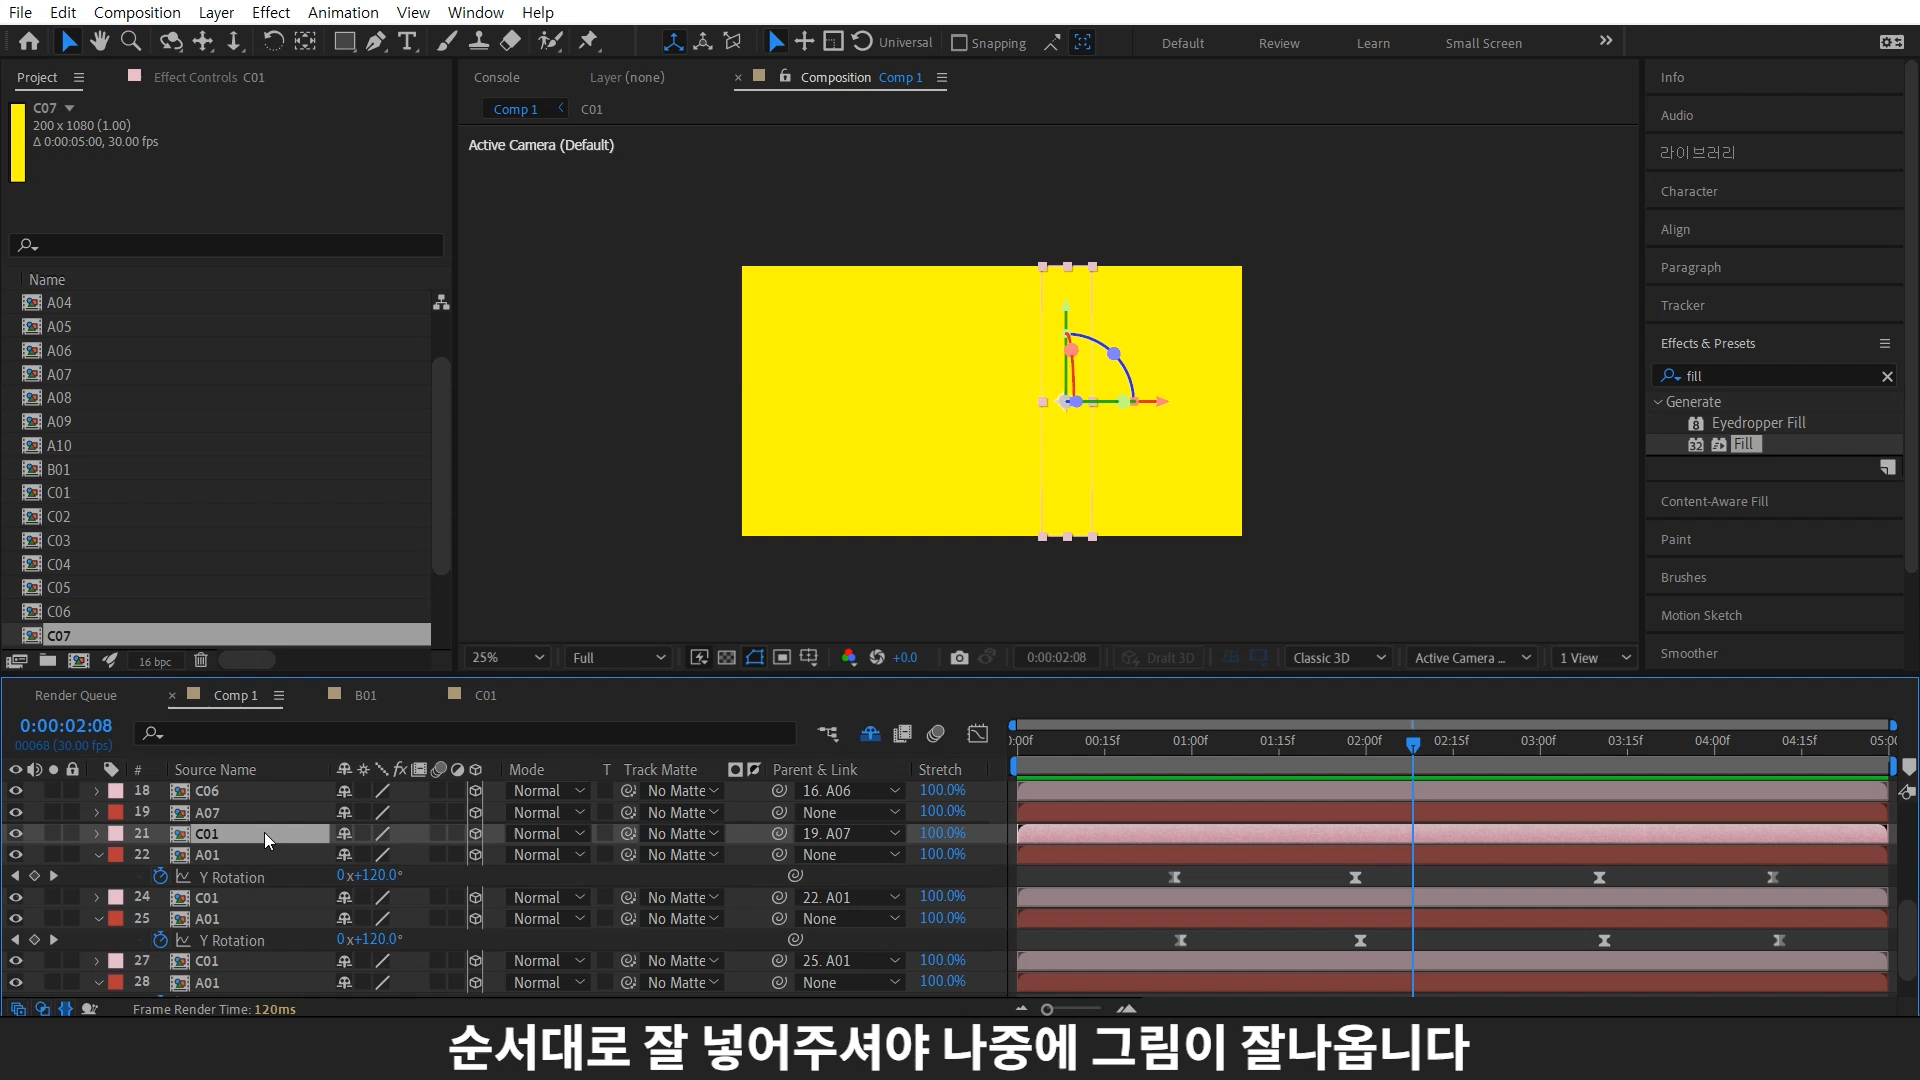 File Edit Composition Layer Effect Animation View Window Help
Universal Snapping Default Review Learn Small Screen
Project Effect Controls C01 Console Layer (none) × Composition Comp 1 Info
C07
200 x 1080 (1.00)
Δ 0:00:05:00, 30.00 fps
Comp 1 C01
Active Camera (Default)
Audio
라이브러리
Character
Align
Paragraph
Tracker
Effects & Presets
fill
Generate
Eyedropper Fill
Fill
Content-Aware Fill
Paint
Brushes
Motion Sketch
Smoother
Name
A04
A05
A06
A07
A08
A09
A10
B01
C01
C02
C03
C04
C05
C06
C07
16 bpc
25% Full +0.0 0:00:02:08 Draft 3D Classic 3D Active Camera ... 1 View
Render Queue × Comp 1 B01 C01
0:00:02:08
00068 (30.00 fps)
):00f 00:15f 01:00f 01:15f 02:00f 02:15f 03:00f 03:15f 04:00f 04:15f 05:00
# Source Name Mode T Track Matte Parent & Link Stretch
18 C06 Normal No Matte 16. A06 100.0%
19 A07 Normal No Matte None 100.0%
21 C01 Normal No Matte 19. A07 100.0%
22 A01 Normal No Matte None 100.0%
Y Rotation 0x+120.0°
24 C01 Normal No Matte 22. A01 100.0%
25 A01 Normal No Matte None 100.0%
Y Rotation 0x+120.0°
27 C01 Normal No Matte 25. A01 100.0%
28 A01 Normal No Matte None 100.0%
Frame Render Time: 120ms
순서대로 잘 넣어주셔야 나중에 그림이 잘나옵니다